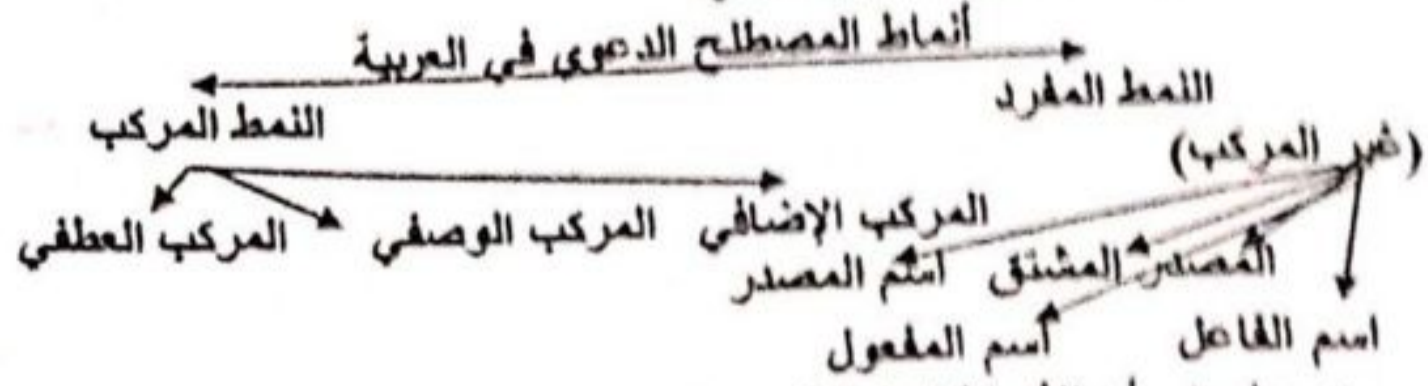 أنماط المصطلح الدعوي في العربية
النمط المفرد
النمط المركب
(غير المركب)
المركب الإضافي
المركب الوصفي
المركب العطفي
المصدر
المشتق
اسم المصدر
اسم الفاعل
اسم المفعول